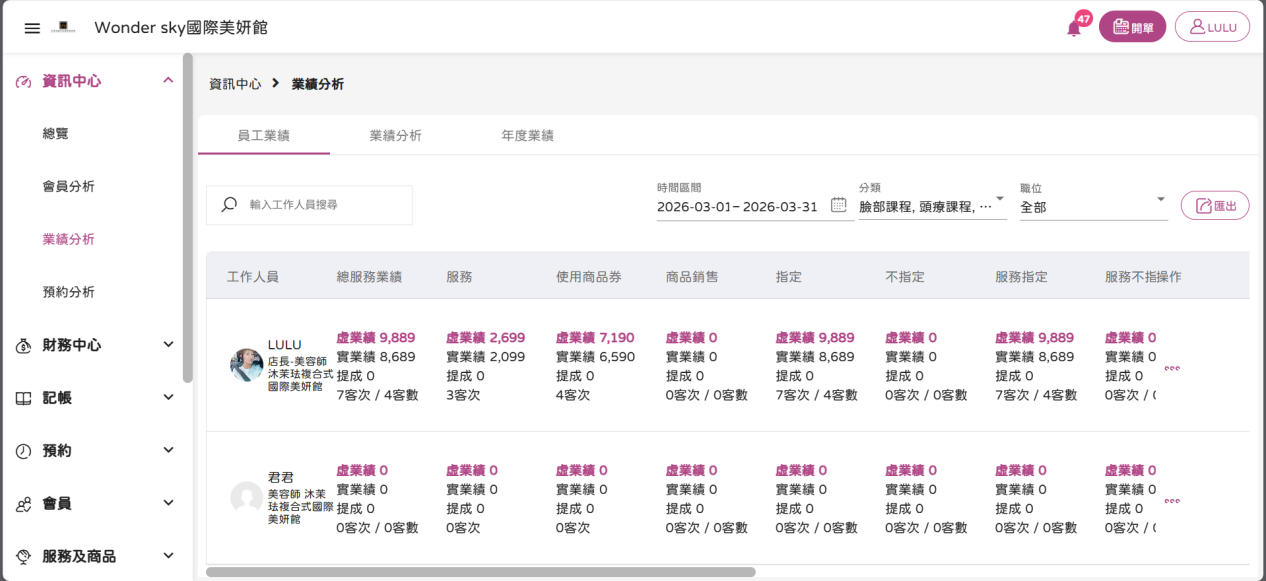 Wonder sky國際美妍館
47
開單
LULU
資訊中心
總覽
會員分析
業績分析
預約分析
財務中心
記帳
預約
會員
服務及商品
資訊中心 > 業績分析
員工業績 業績分析 年度業績
輸入工作人員搜尋
時間區間
2026-03-01 – 2026-03-31
分類
臉部課程, 頭療課程, ⋯
職位
全部
匯出
工作人員 總服務業績 服務 使用商品券 商品銷售 指定 不指定 服務指定 服務不指操作
LULU
店長-美容師
沐茉珐複合式
國際美妍館
虛業績 9,889 虛業績 2,699 虛業績 7,190 虛業績 0 虛業績 9,889 虛業績 0 虛業績 9,889 虛業績 0
實業績 8,689 實業績 2,099 實業績 6,590 實業績 0 實業績 8,689 實業績 0 實業績 8,689 實業績 0
提成 0 提成 0 提成 0 提成 0 提成 0 提成 0 提成 0 提成 0
7客次 / 4客數 3客次 4客次 0客次 / 0客數 7客次 / 4客數 0客次 / 0客數 7客次 / 4客數 0客次 /
君君
美容師 沐茉
珐複合式國際
美妍館
虛業績 0 虛業績 0 虛業績 0 虛業績 0 虛業績 0 虛業績 0 虛業績 0 虛業績 0
實業績 0 實業績 0 實業績 0 實業績 0 實業績 0 實業績 0 實業績 0 實業績 0
提成 0 提成 0 提成 0 提成 0 提成 0 提成 0 提成 0 提成 0
0客次 / 0客數 0客次 0客次 0客次 / 0客數 0客次 / 0客數 0客次 / 0客數 0客次 / 0客數 0客次 /